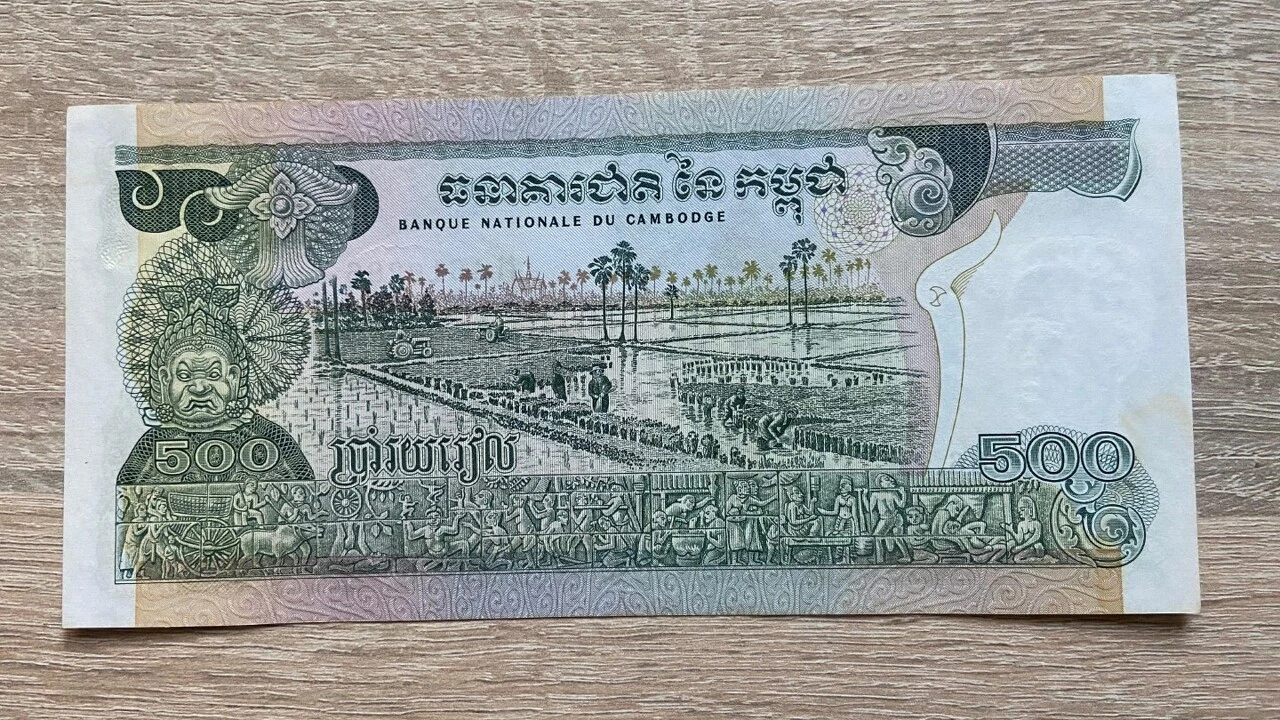 ធនាគារជាតិនៃកម្ពុជា
BANQUE NATIONALE DU CAMBODGE
500
ប្រាំរយរៀល
500